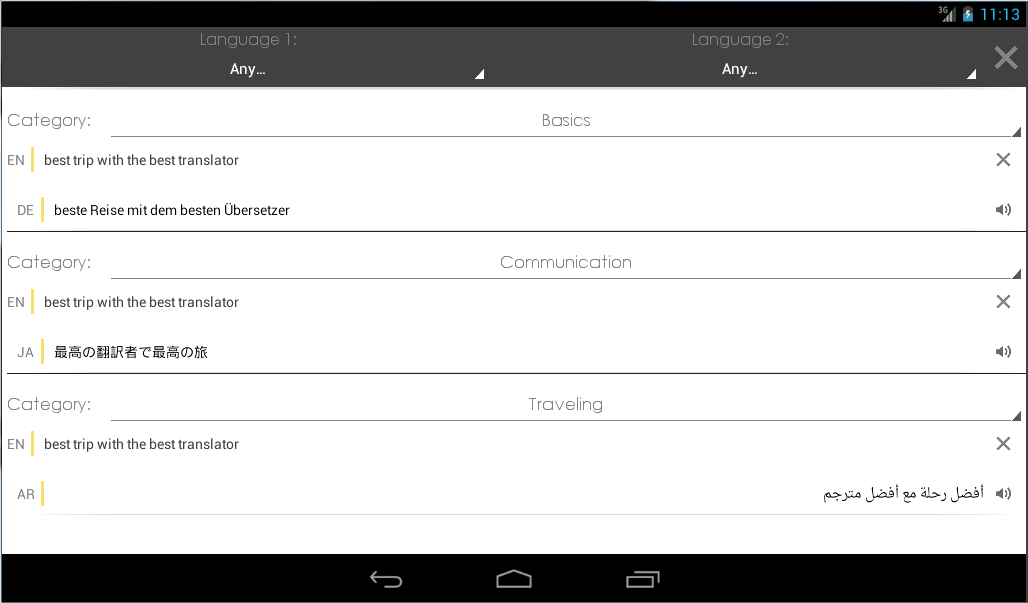 3G 11:13
Language 1: Language 2:
Any... Any...
Category: Basics
EN best trip with the best translator
DE beste Reise mit dem besten Übersetzer
Category: Communication
EN best trip with the best translator
JA 最高の翻訳者で最高の旅
Category: Traveling
EN best trip with the best translator
AR أفضل رحلة مع أفضل مترجم